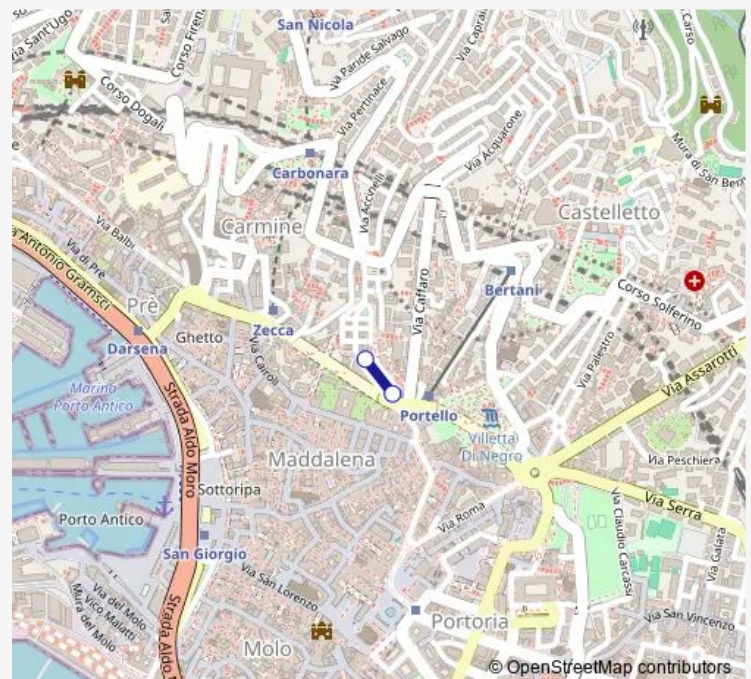 San Nicola
Via Sant'Ugo
Corso Firen
Via Paride Salvago
Via Caprai
Via Carso
Corso Dogali
Via Pertinace
Via Acquarone
Mura di San Bern
Carbonara
Via Accinelli
Castelletto
Via Balbi
Carmine
a Antonio Gramsci
Via di Prè
Via Caffaro
Bertani
Corso Solferino
Prè
Zecca
Ghetto
Darsena
Via Cairoli
Via Palestro
Via Assarotti
Marina
Porto Antico
Strada Aldo Moro
Portello
Villetta
Di Negro
Maddalena
Via Peschiera
Sottoripa
Via Roma
Via Serra
Porto Antico
Via Claudio Carcassi
Via Galata
San Giorgio
Via San Lorenzo
Via del Molo
Vico Malatti
Mura del Molo
Strada Aldo M
Via San Vincenzo
Portoria
Molo
© OpenStreetMap contributors